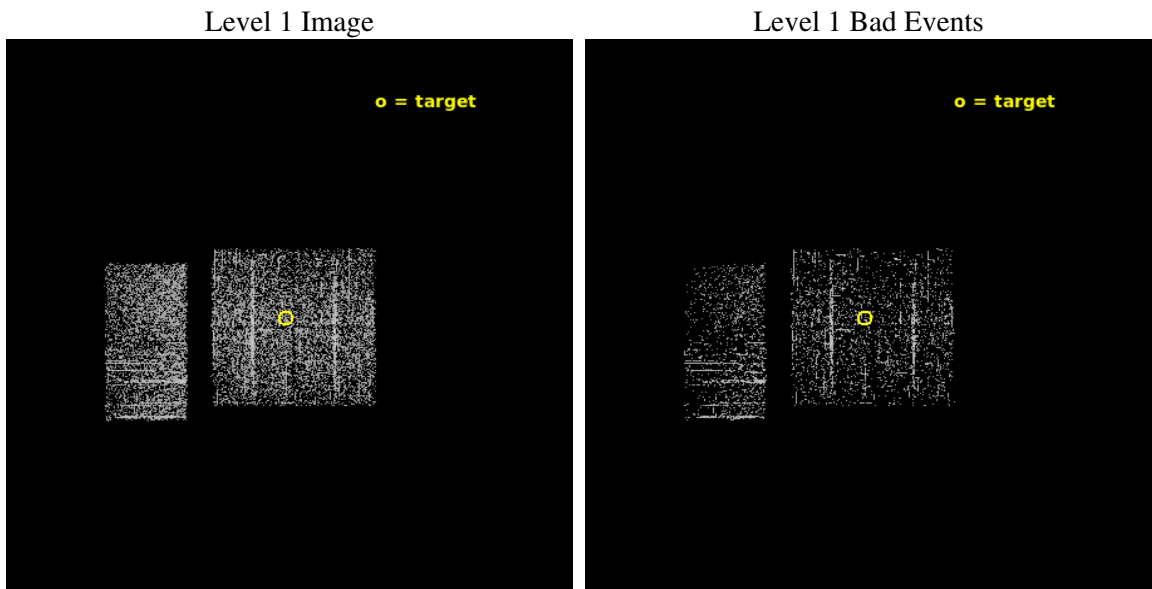 Level 1 Image
Level 1 Bad Events
o = target
o = target